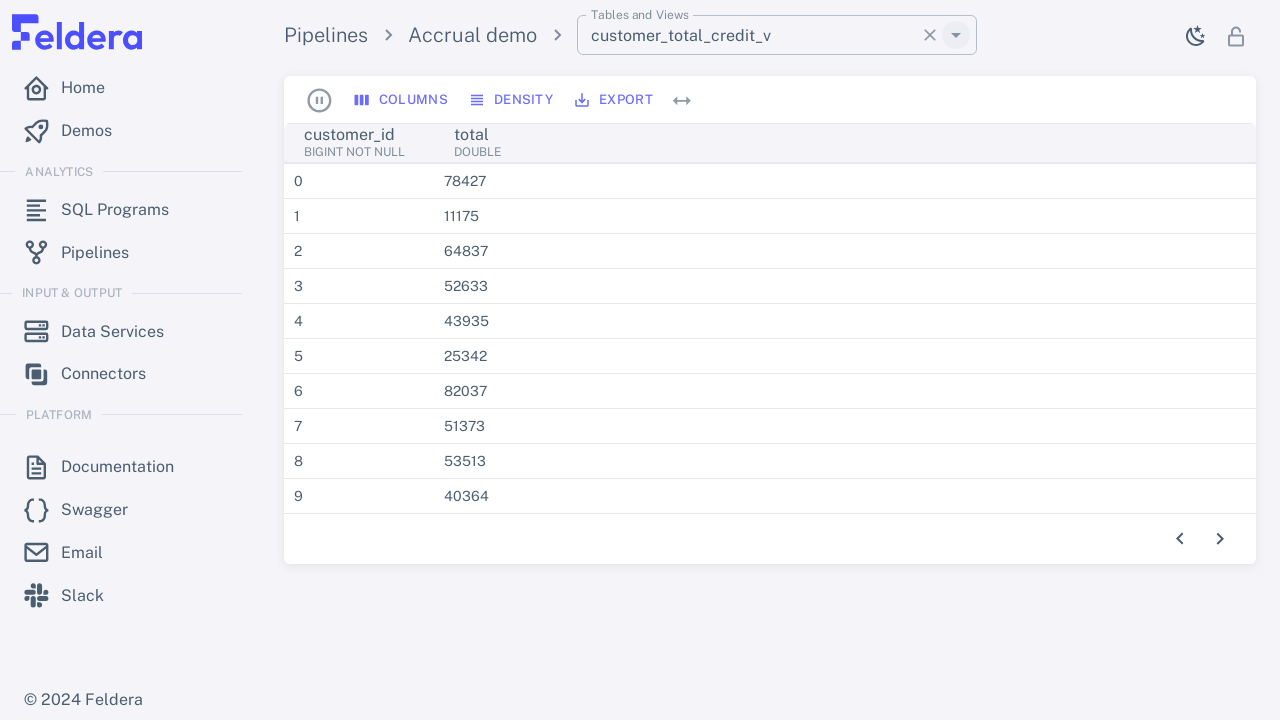 Feldera
Home
Demos
ANALYTICS
SQL Programs
Pipelines
INPUT & OUTPUT
Data Services
Connectors
PLATFORM
Documentation
Swagger
Email
Slack
© 2024 Feldera
Pipelines Accrual demo
Tables and Views
customer_total_credit_v
COLUMNS DENSITY EXPORT
customer_id total
BIGINT NOT NULL DOUBLE
0 78427
1 11175
2 64837
3 52633
4 43935
5 25342
6 82037
7 51373
8 53513
9 40364